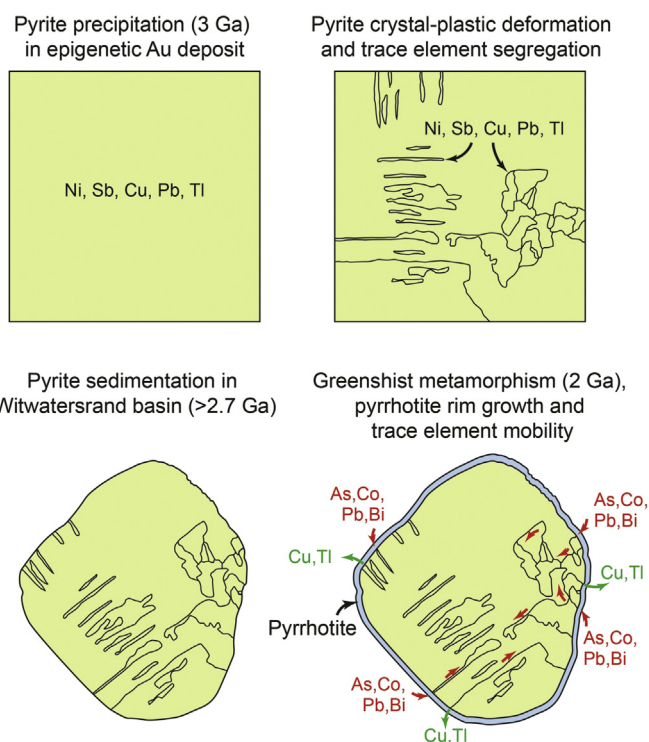 Pyrite precipitation (3 Ga)
in epigenetic Au deposit
Ni, Sb, Cu, Pb, Tl
Pyrite crystal-plastic deformation
and trace element segregation
Ni, Sb, Cu, Pb, Tl
Pyrite sedimentation in
Witwatersrand basin (>2.7 Ga)
Greenshist metamorphism (2 Ga),
pyrrhotite rim growth and
trace element mobility
As,Co,
Pb,Bi
Cu,Tl
Pyrrhotite
As,Co,
Pb,Bi
Cu,Tl
As,Co,
Pb,Bi
As,Co,
Pb,Bi
Cu,Tl